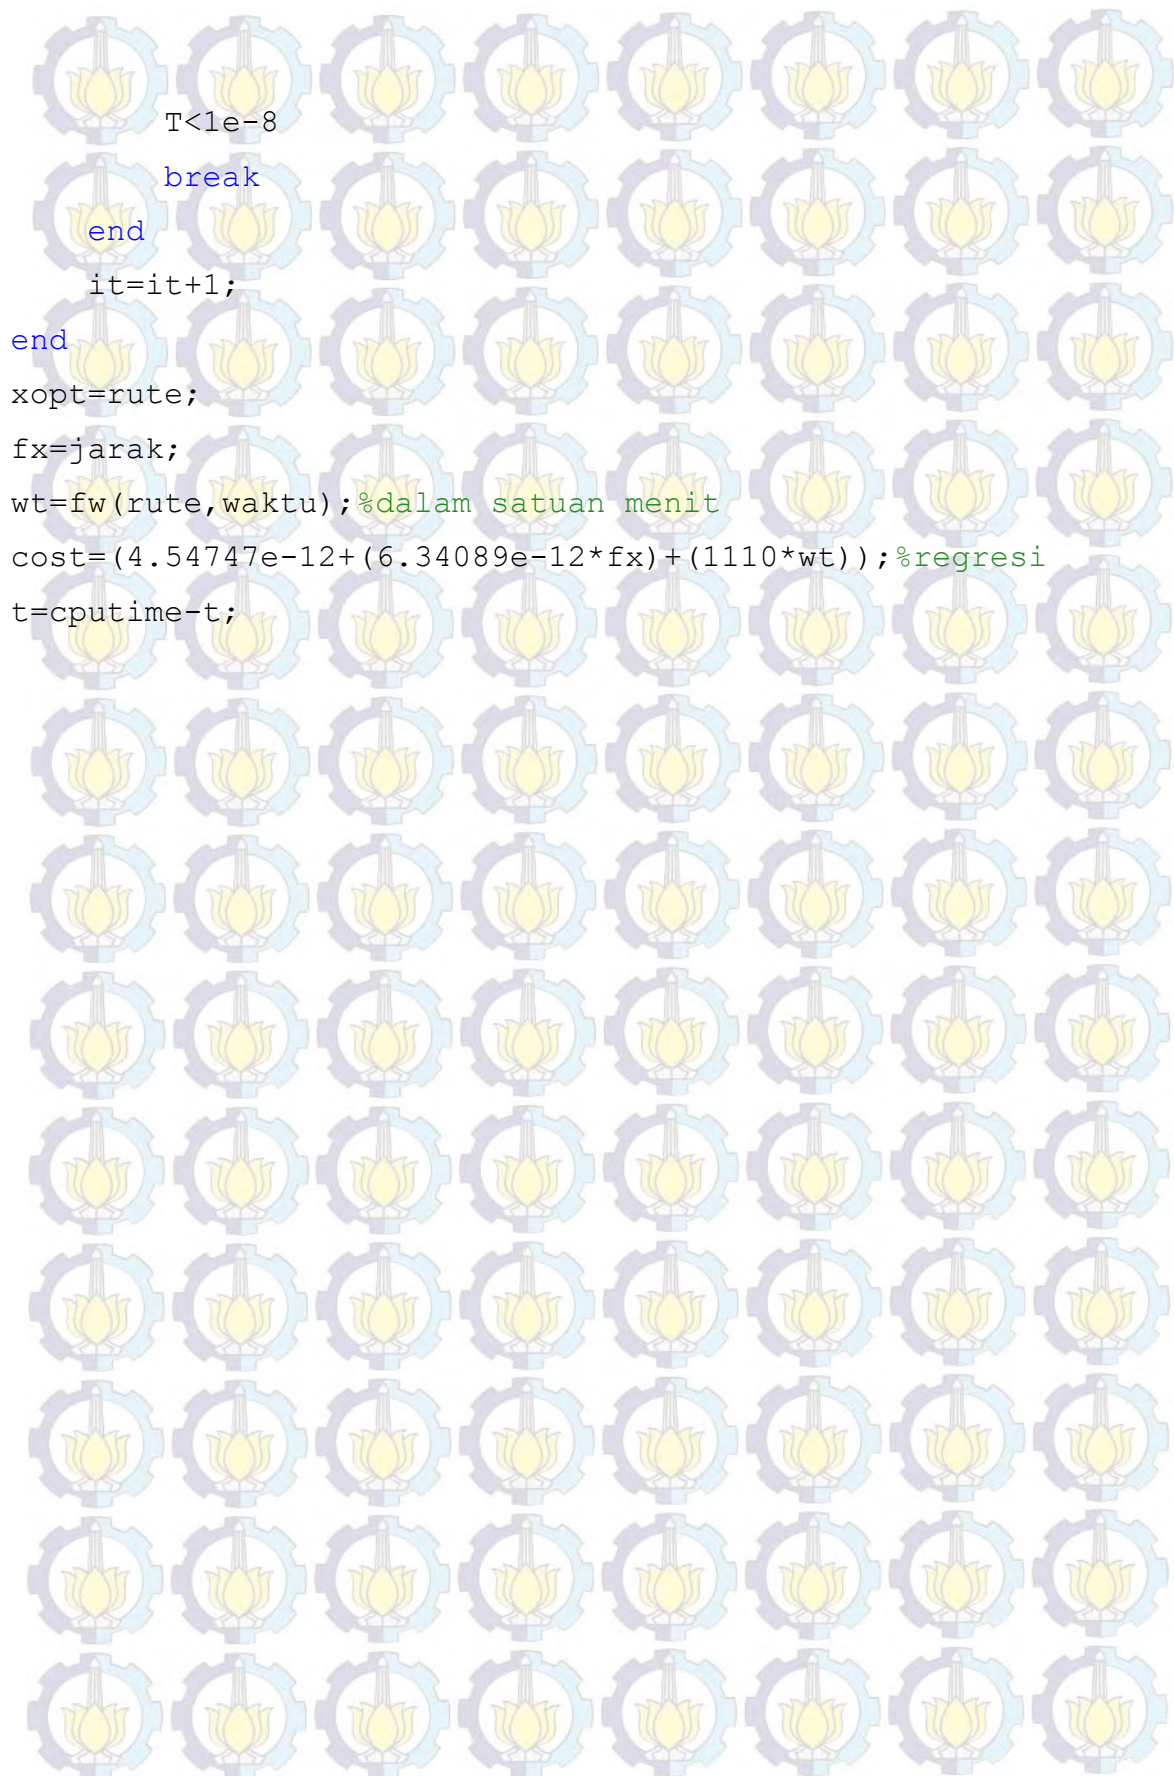 T<1e-8
break
end
it=it+1;
end
xopt=rute;
fx=jarak;
wt=fw(rute,waktu);%dalam satuan menit
cost=(4.54747e-12+(6.34089e-12*fx)+(1110*wt));%regresi
t=cputime-t;